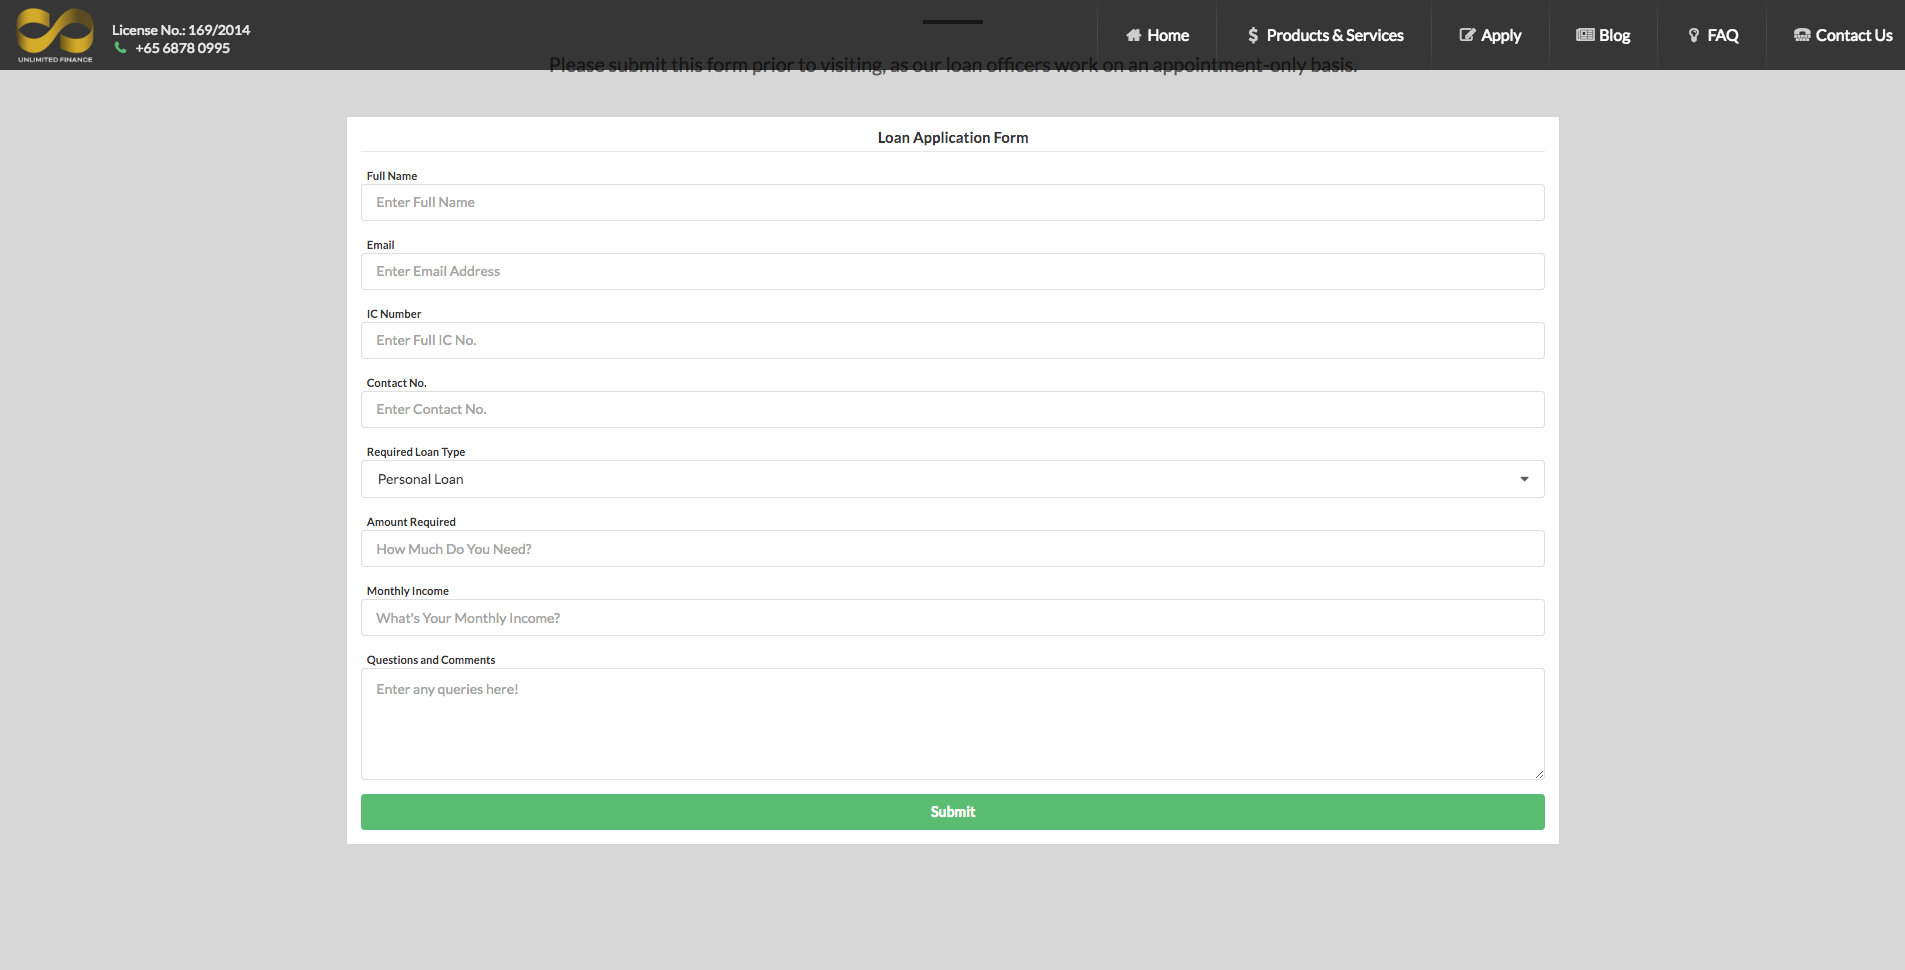 UNLIMITED FINANCE
License No.: 169/2014
+65 6878 0995
Home
Products & Services
Apply
Blog
FAQ
Contact Us
Please submit this form prior to visiting, as our loan officers work on an appointment-only basis.
Loan Application Form
Full Name
Enter Full Name
Email
Enter Email Address
IC Number
Enter Full IC No.
Contact No.
Enter Contact No.
Required Loan Type
Personal Loan
Amount Required
How Much Do You Need?
Monthly Income
What's Your Monthly Income?
Questions and Comments
Enter any queries here!
Submit